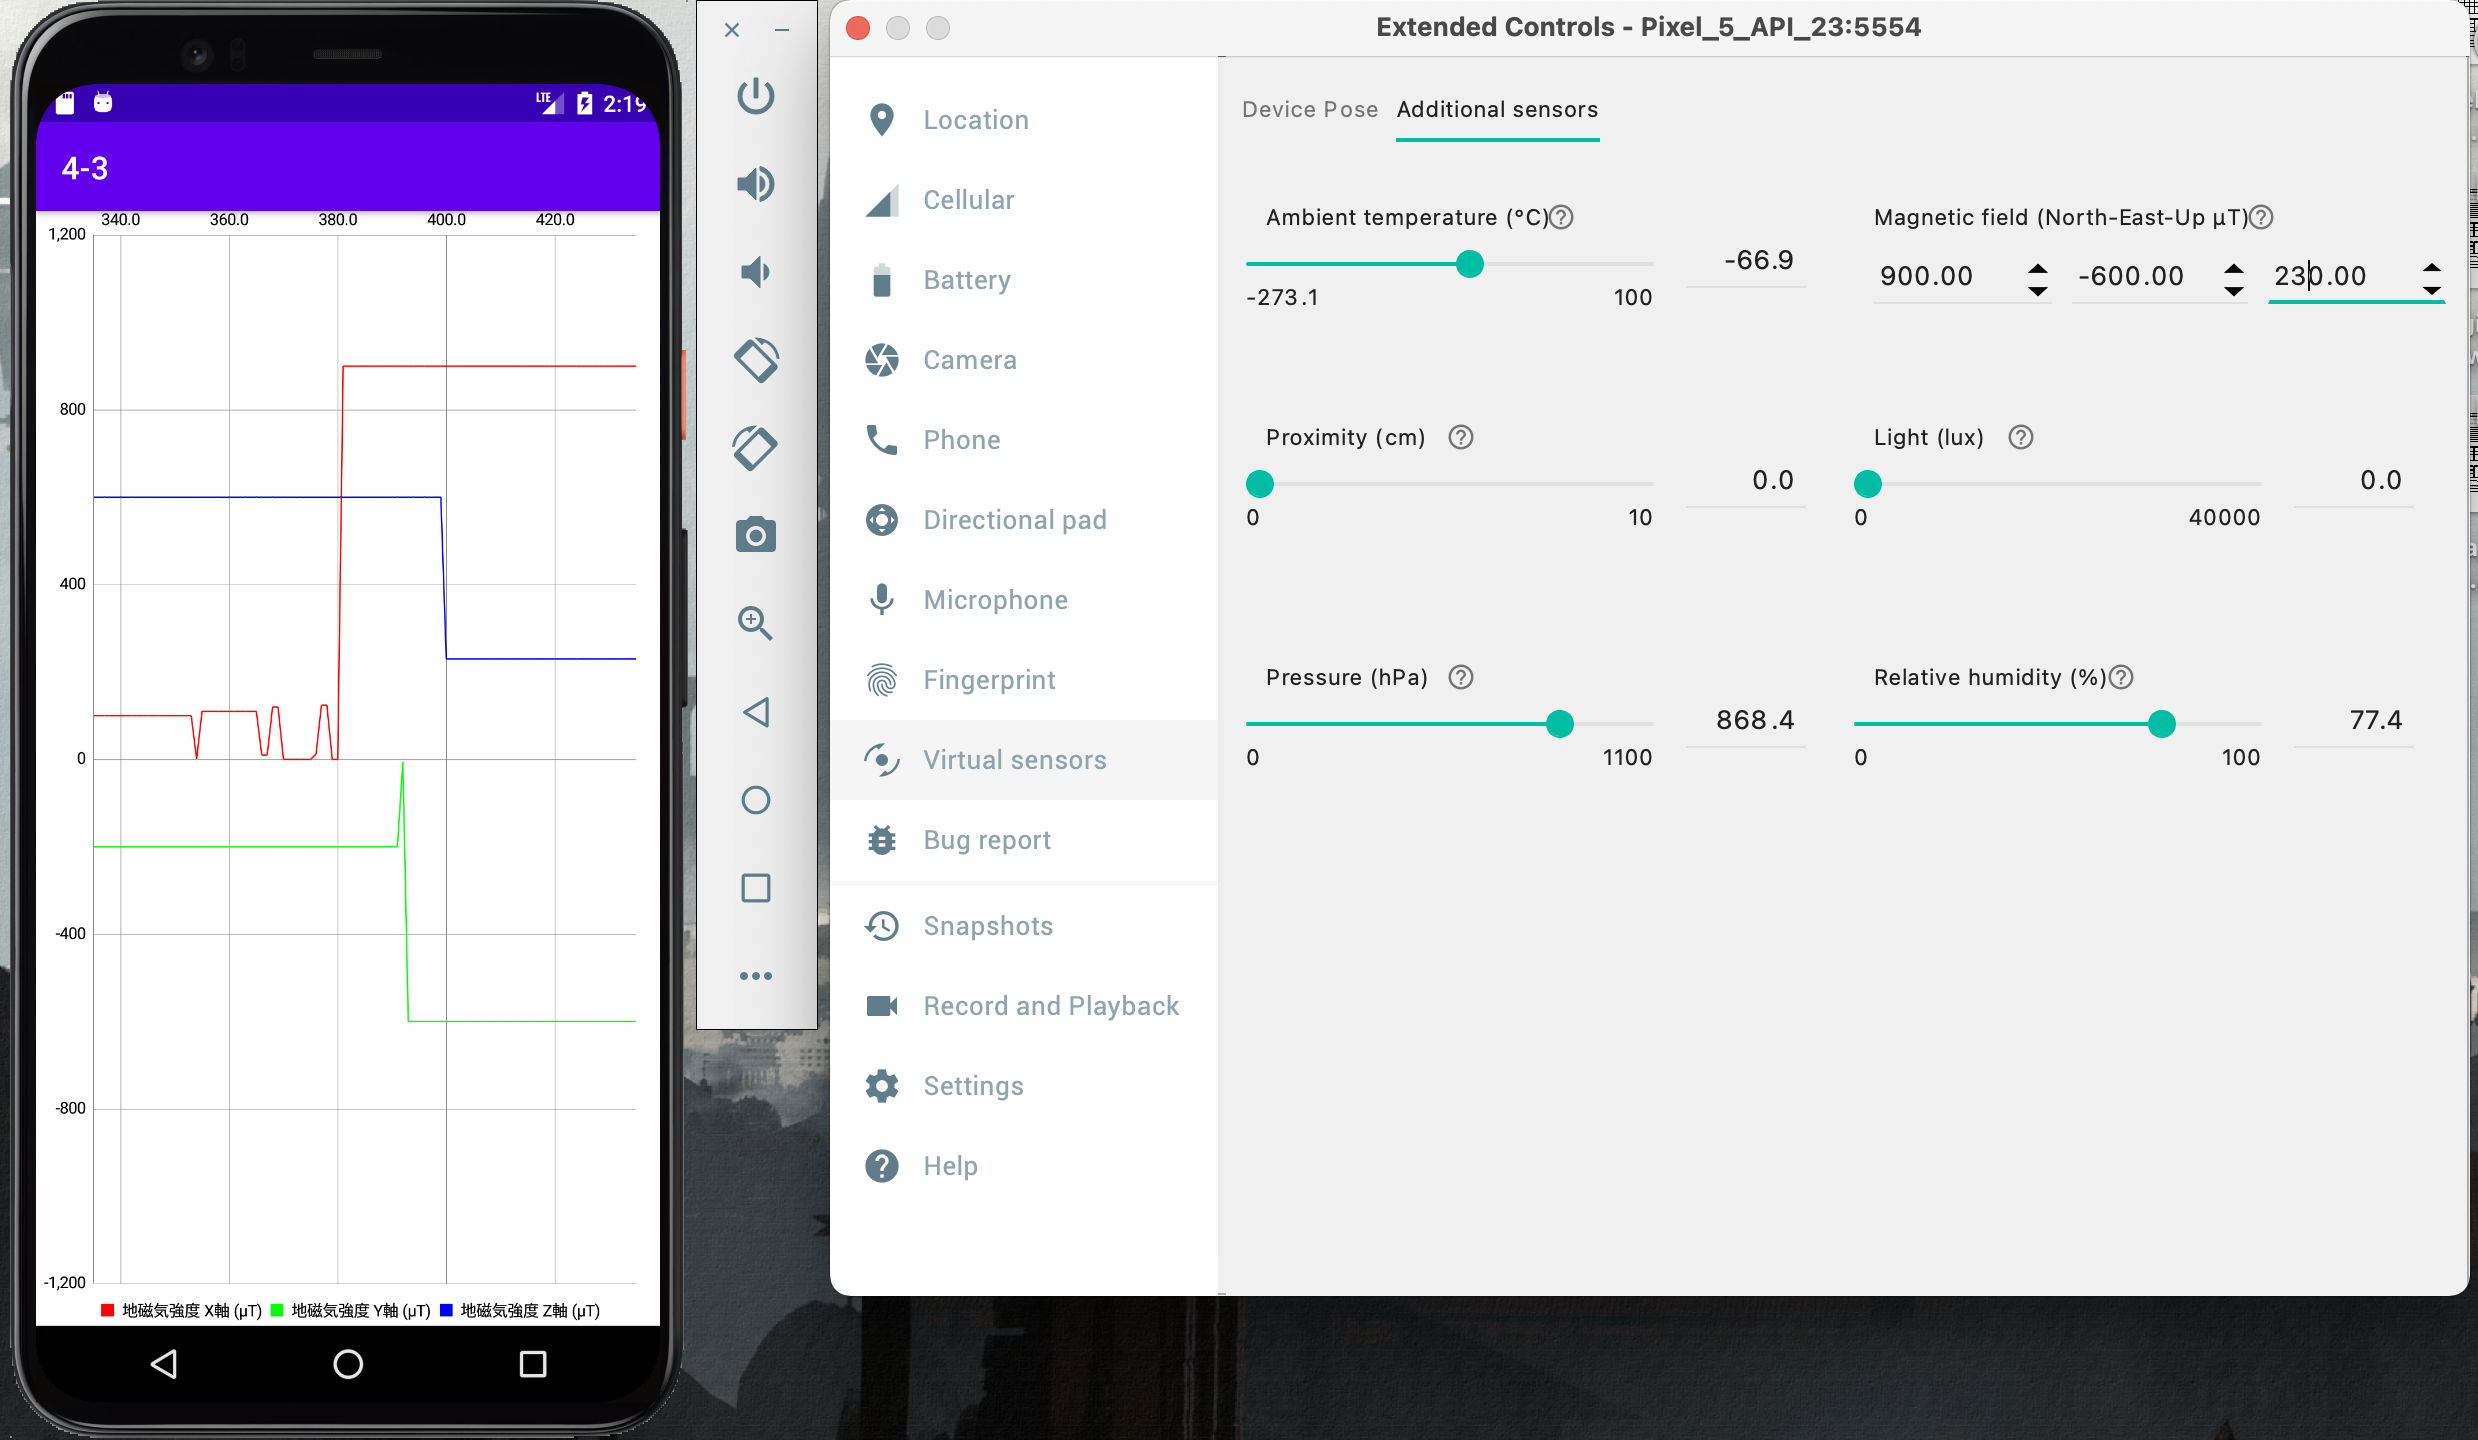 LTE 2:19
4-3
340.0 360.0 380.0 400.0 420.0
1,200
800
400
0
-400
-800
-1,200
地磁気強度 X軸 (μT) 地磁気強度 Y軸 (μT) 地磁気強度 Z軸 (μT)
Extended Controls - Pixel_5_API_23:5554
Location
Cellular
Battery
Camera
Phone
Directional pad
Microphone
Fingerprint
Virtual sensors
Bug report
Snapshots
Record and Playback
Settings
Help
Device Pose Additional sensors
Ambient temperature (°C)
-66.9
-273.1 100
Magnetic field (North-East-Up μT)
900.00 -600.00 230.00
Proximity (cm)
0.0
0 10
Light (lux)
0.0
0 40000
Pressure (hPa)
868.4
0 1100
Relative humidity (%)
77.4
0 100